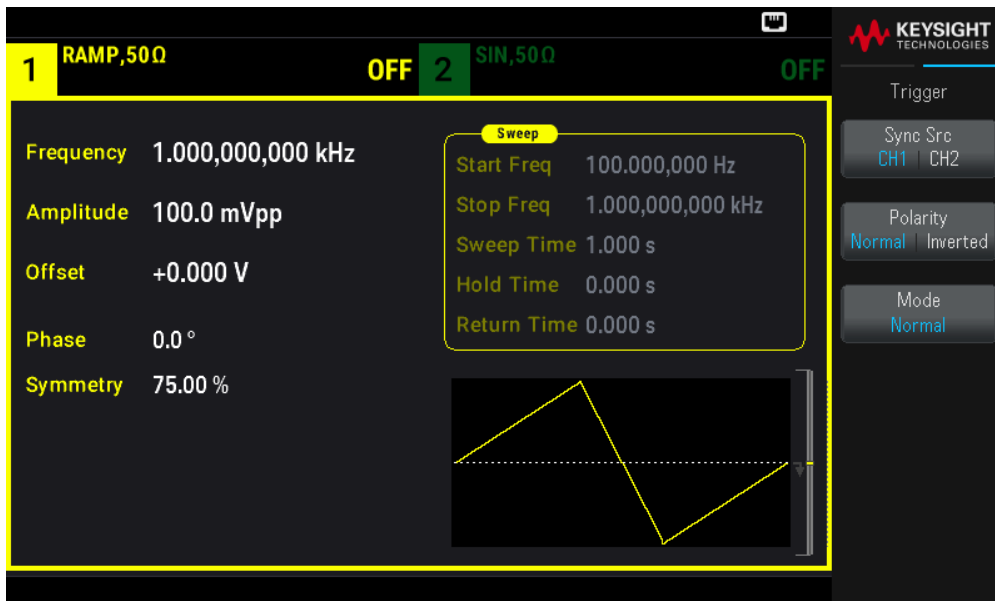 KEYSIGHT
TECHNOLOGIES
1 RAMP,50Ω OFF
2 SIN,50Ω OFF
Frequency 1.000,000,000 kHz
Amplitude 100.0 mVpp
Offset +0.000 V
Phase 0.0 °
Symmetry 75.00 %
Sweep
Start Freq 100.000,000 Hz
Stop Freq 1.000,000,000 kHz
Sweep Time 1.000 s
Hold Time 0.000 s
Return Time 0.000 s
Trigger
Sync Src
CH1 | CH2
Polarity
Normal | Inverted
Mode
Normal